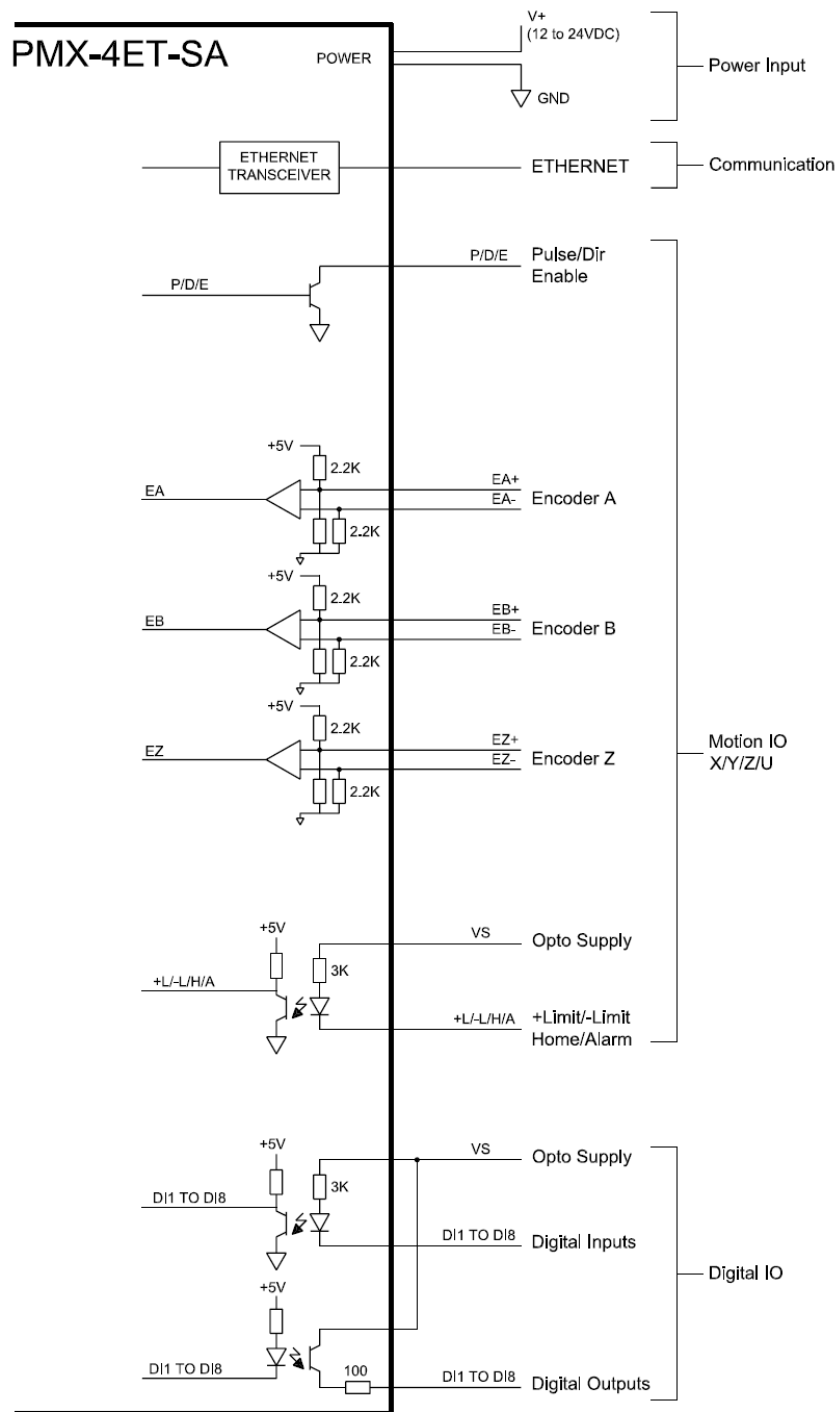 V+
(12 to 24VDC)
PMX-4ET-SA
POWER
Power Input
GND
ETHERNET
TRANSCEIVER
ETHERNET
Communication
P/D/E
P/D/E
Pulse/Dir
Enable
+5V
2.2K
EA
EA+
EA-
Encoder A
2.2K
+5V
2.2K
EB
EB+
EB-
Encoder B
2.2K
+5V
2.2K
EZ
EZ+
EZ-
Encoder Z
2.2K
Motion IO
X/Y/Z/U
+5V
VS
Opto Supply
3K
+L/-L/H/A
+L/-L/H/A
+Limit/-Limit
Home/Alarm
+5V
VS
Opto Supply
3K
DI1 TO DI8
DI1 TO DI8
Digital Inputs
Digital IO
+5V
100
DI1 TO DI8
DI1 TO DI8
Digital Outputs